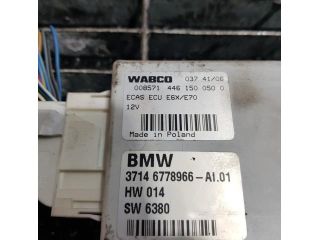 WABCO 037 41/06
008571 446 150 050 0
ECAS ECU E6X/E70
12V
Made in Poland
BMW
3714 6778966-AI.01
HW 014
SW 6380